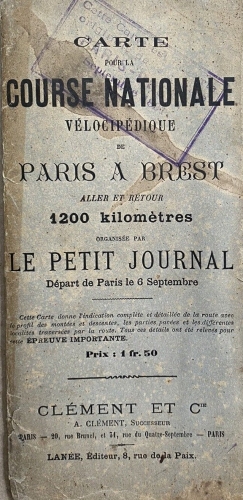 CARTE
POUR LA
COURSE NATIONALE
VÉLOCIPÉDIQUE
DE
PARIS A BREST
ALLER ET RETOUR
1200 kilomètres
ORGANISÉE PAR
LE PETIT JOURNAL
Départ de Paris le 6 Septembre
Cette Carte donne l'indication complète et détaillée de la route avec
le profil des montées et descentes, les parties pavées et les différentes
localités traversées par la route. Tous ces détails ont été relevés pour
cette ÉPREUVE IMPORTANTE.
Prix : 1 fr. 50
CLÉMENT ET Cie
A. CLÉMENT, SUCCESSEUR
PARIS — 20, rue Brunel, et 31, rue du Quatre-Septembre — PARIS
LANÉE, Éditeur, 8, rue de la Paix.